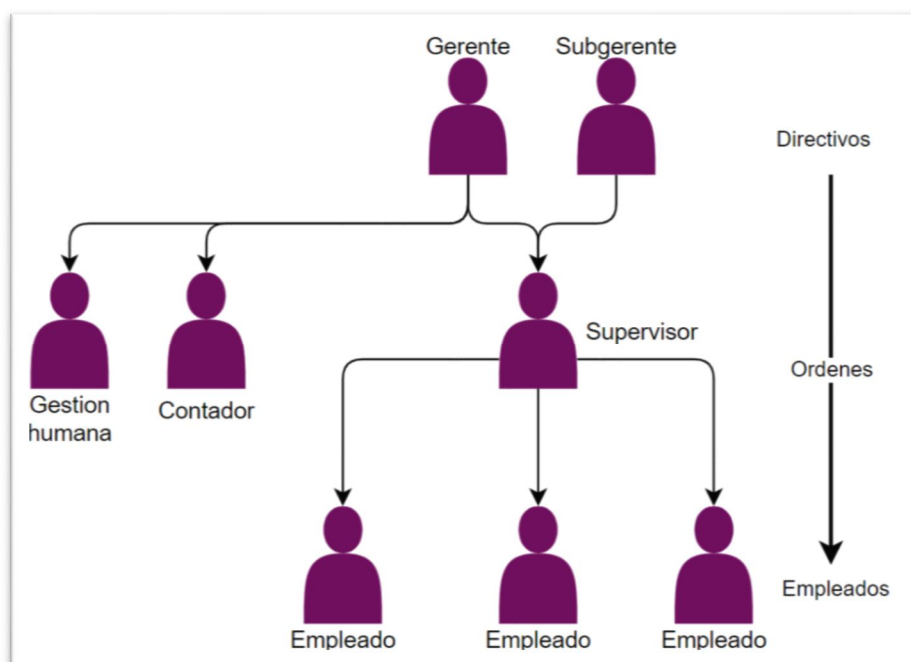 Gerente
Subgerente
Directivos
Supervisor
Ordenes
Gestion
humana
Contador
Empleados
Empleado
Empleado
Empleado